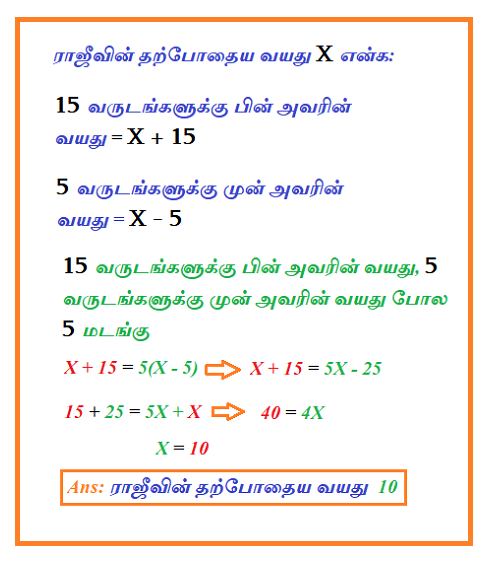 ராஜீவின் தற்போதைய வயது X என்க:
15 வருடங்களுக்கு பின் அவரின்
வயது = X + 15
5 வருடங்களுக்கு முன் அவரின்
வயது = X - 5
15 வருடங்களுக்கு பின் அவரின் வயது, 5
வருடங்களுக்கு முன் அவரின் வயது போல
5 மடங்கு
X + 15 = 5(X - 5) ⇨ X + 15 = 5X - 25
15 + 25 = 5X + X ⇨ 40 = 4X
X = 10
Ans: ராஜீவின் தற்போதைய வயது 10